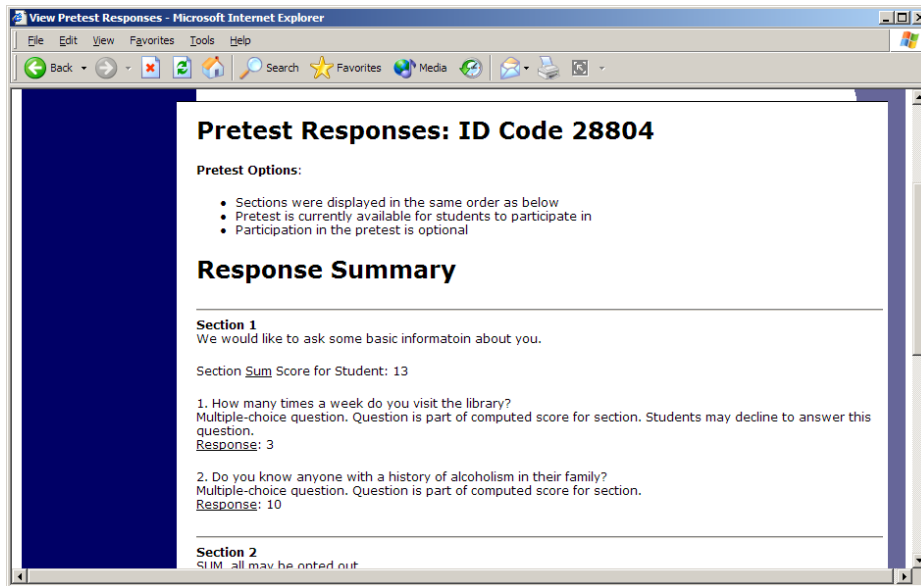 View Pretest Responses - Microsoft Internet Explorer
File Edit View Favorites Tools Help
Back Search Favorites Media
Pretest Responses: ID Code 28804
Pretest Options:
• Sections were displayed in the same order as below
• Pretest is currently available for students to participate in
• Participation in the pretest is optional
Response Summary
Section 1
We would like to ask some basic informatoin about you.
Section Sum Score for Student: 13
1. How many times a week do you visit the library?
Multiple-choice question. Question is part of computed score for section. Students may decline to answer this
question.
Response: 3
2. Do you know anyone with a history of alcoholism in their family?
Multiple-choice question. Question is part of computed score for section.
Response: 10
Section 2
SUM, all may be opted out